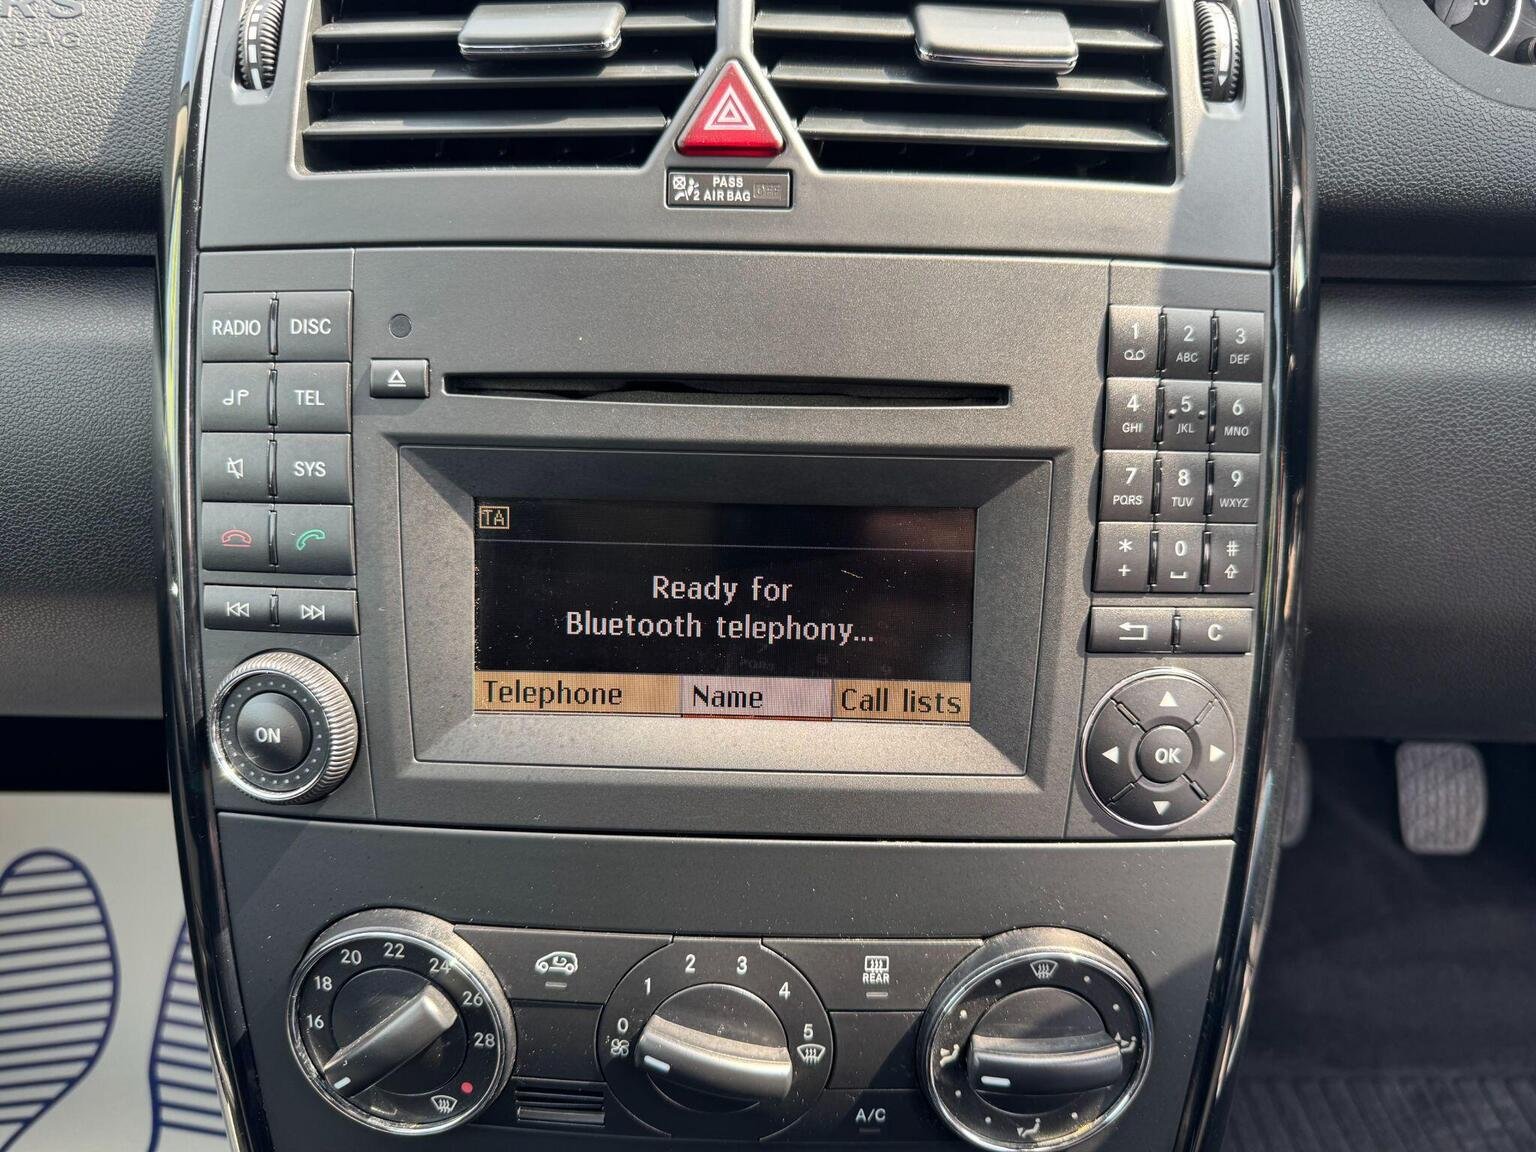 BAG
PASS
2 AIRBAG OFF
RADIO DISC
TEL
SYS
ON
1
2 ABC
3 DEF
4 GHI
5 JKL
6 MNO
7 PQRS
8 TUV
9 WXYZ
* +
0
#
C
OK
TA
Ready for
Bluetooth telephony...
Telephone Name Call lists
16 18 20 22 24 26 28
0 1 2 3 4 5
REAR
A/C